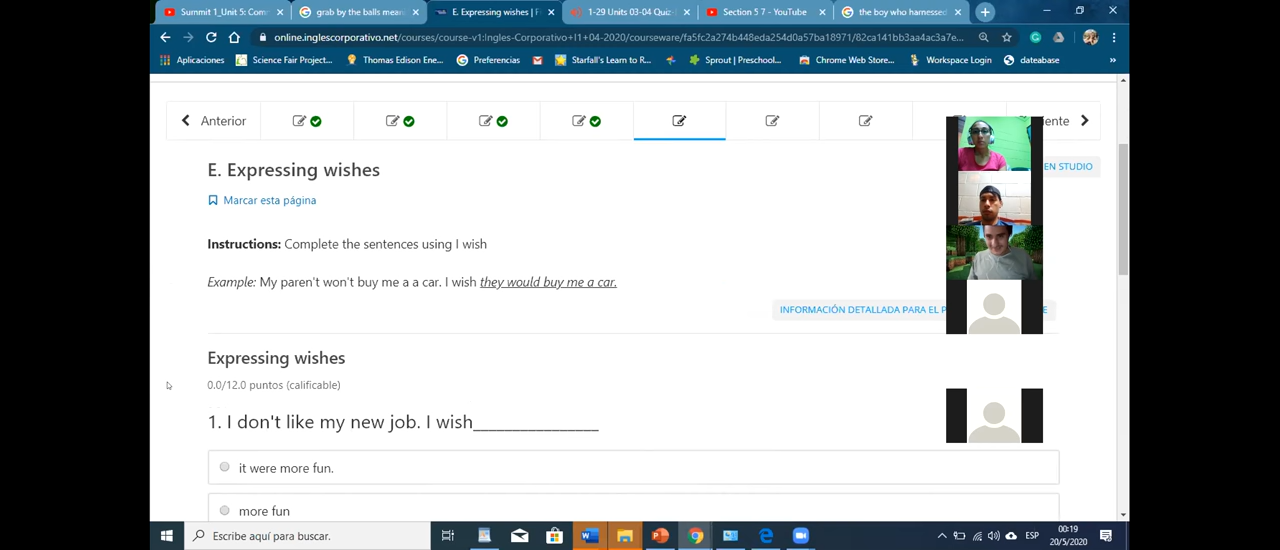 Summit 1_Unit 5: Com
grab by the balls mean
E. Expressing wishes | F
1-29 Units 03-04 Quiz-
Section 5 7 - YouTube
the boy who harnessed
online.inglescorporativo.net/courses/course-v1:Ingles-Corporativo+I1+04-2020/courseware/fa5fc2a274b448eda254d0a57ba18971/82ca141bb3aa4ac3a7e...
Aplicaciones
Science Fair Project...
Thomas Edison Ene...
Preferencias
Starfall's Learn to R...
Sprout | Preschool...
Chrome Web Store...
Workspace Login
dateabase
»
Anterior
iente
E. Expressing wishes
EN STUDIO
Marcar esta página
Instructions: Complete the sentences using I wish
Example: My paren't won't buy me a a car. I wish they would buy me a car.
INFORMACIÓN DETALLADA PARA EL P
E
Expressing wishes
0.0/12.0 puntos (calificable)
1. I don't like my new job. I wish________________
it were more fun.
more fun
Escribe aquí para buscar.
ESP
00:19
20/5/2020